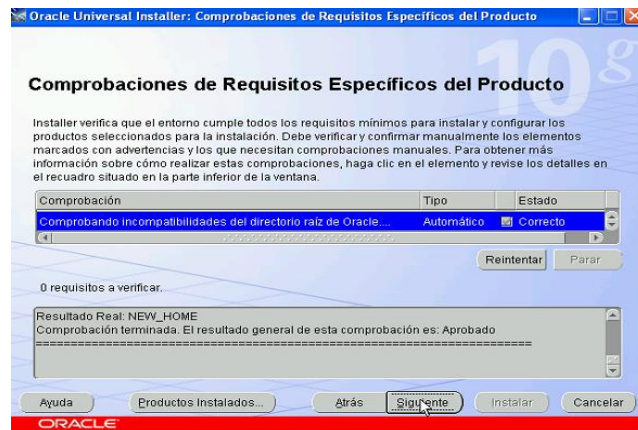 Oracle Universal Installer: Comprobaciones de Requisitos Específicos del Producto
10g
Comprobaciones de Requisitos Específicos del Producto
Installer verifica que el entorno cumple todos los requisitos mínimos para instalar y configurar los
productos seleccionados para la instalación. Debe verificar y confirmar manualmente los elementos
marcados con advertencias y los que necesitan comprobaciones manuales. Para obtener más
información sobre cómo realizar estas comprobaciones, haga clic en el elemento y revise los detalles en
el recuadro situado en la parte inferior de la ventana.
Comprobación Tipo Estado
Comprobando incompatibilidades del directorio raíz de Oracle.... Automático Correcto
Reintentar Parar
0 requisitos a verificar.
Resultado Real: NEW_HOME
Comprobación terminada. El resultado general de esta comprobación es: Aprobado
========================================================================
Ayuda Productos Instalados... Atrás Siguiente Instalar Cancelar
ORACLE